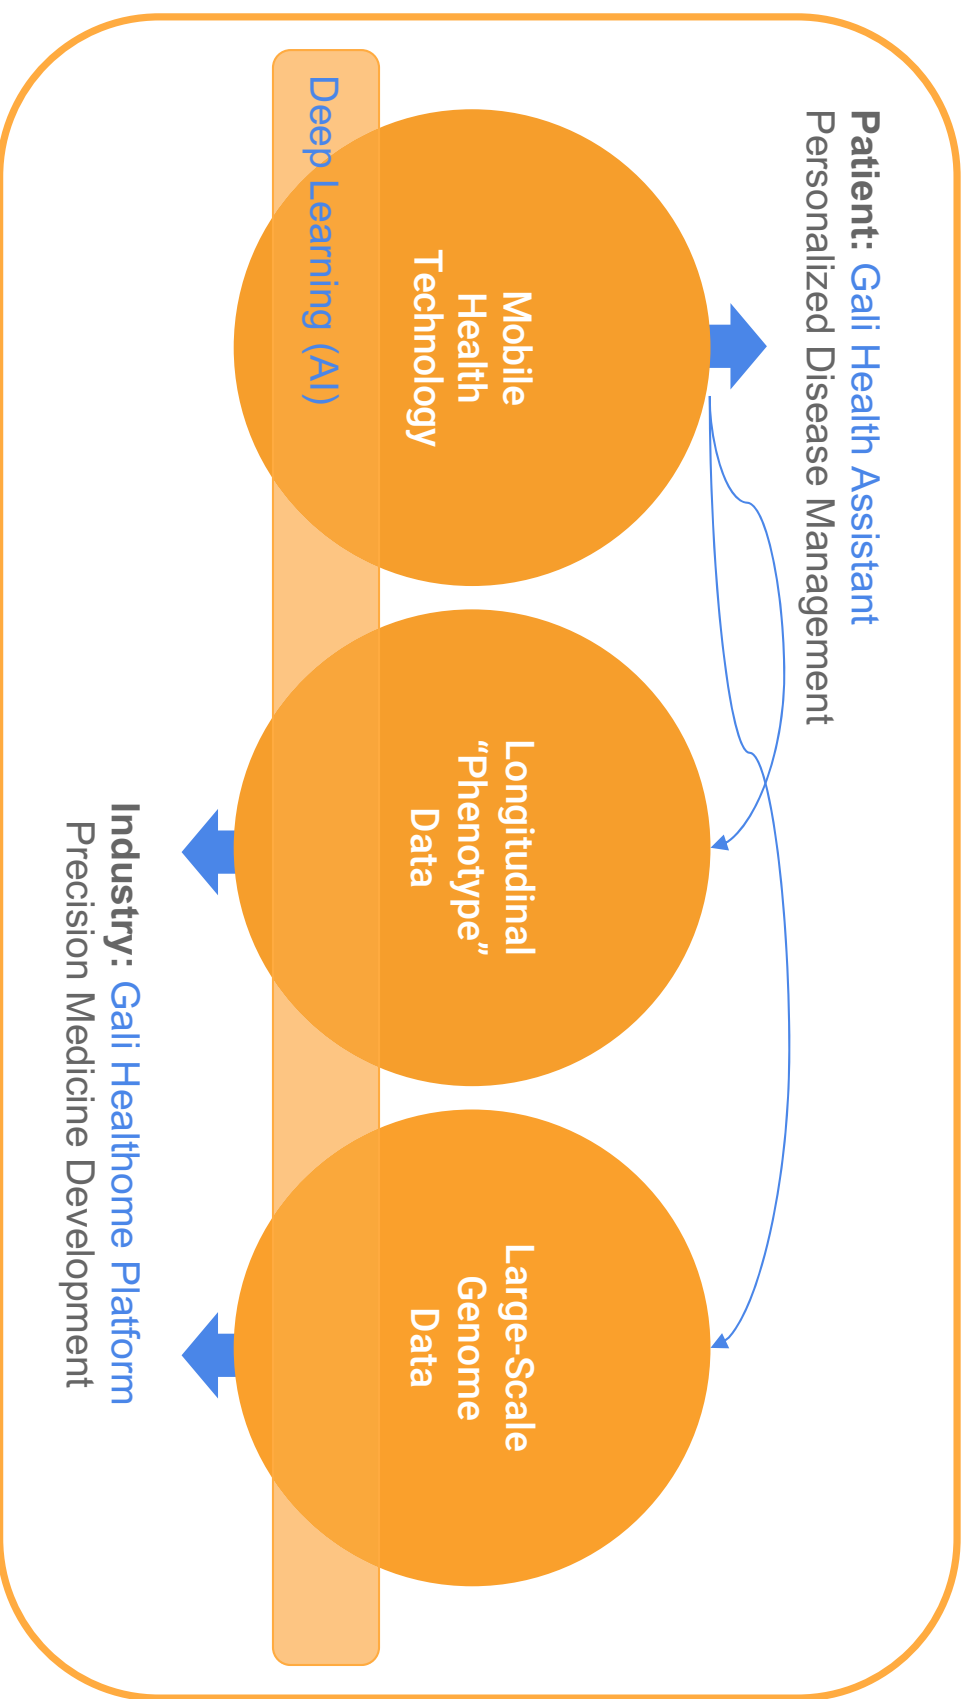 Patient: Gali Health Assistant
Personalized Disease Management
Mobile
Health
Technology
Longitudinal
“Phenotype”
Data
Large-Scale
Genome
Data
Deep Learning (AI)
Industry: Gali Healthome Platform
Precision Medicine Development